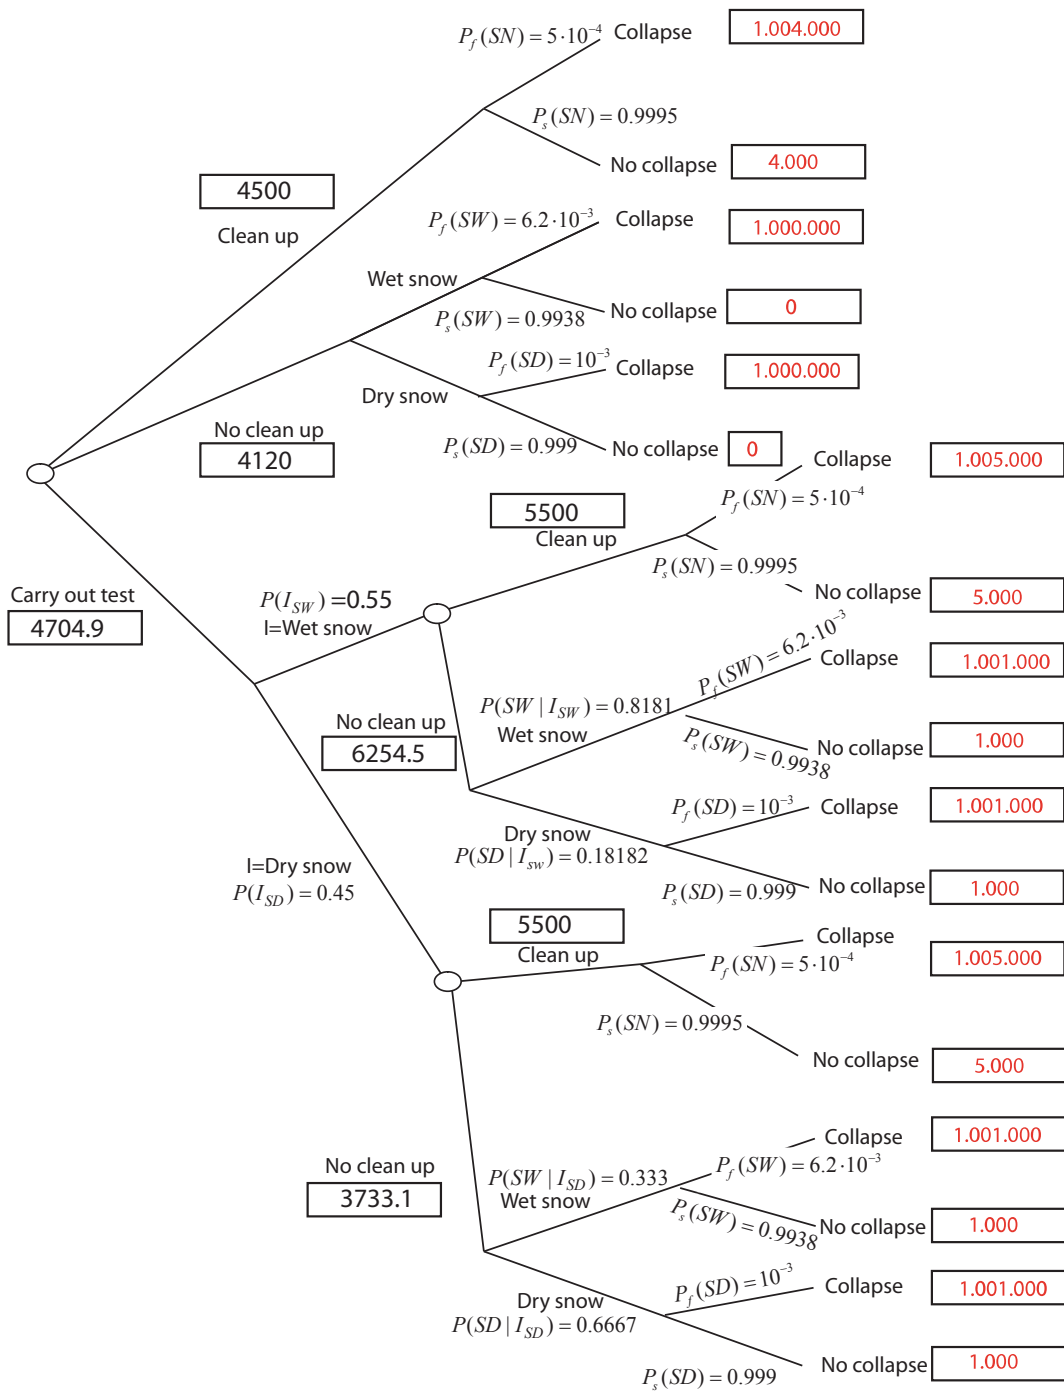 P_f(SN) = 5·10⁻⁴ Collapse 1.004.000
P_s(SN) = 0.9995
No collapse 4.000
4500
Clean up
P_f(SW) = 6.2·10⁻³ Collapse 1.000.000
Wet snow
P_s(SW) = 0.9938 No collapse 0
P_f(SD) = 10⁻³ Collapse 1.000.000
Dry snow
No clean up
4120
P_s(SD) = 0.999 No collapse 0
Collapse 1.005.000
P_f(SN) = 5·10⁻⁴
5500
Clean up
P_s(SN) = 0.9995
No collapse 5.000
Carry out test
4704.9
P(I_SW) =0.55
I=Wet snow
P_f(SW) = 6.2·10⁻³
Collapse 1.001.000
P(SW | I_SW) = 0.8181
Wet snow
P_s(SW) = 0.9938
No collapse 1.000
No clean up
6254.5
P_f(SD) = 10⁻³ Collapse 1.001.000
Dry snow
P(SD | I_sw) = 0.18182
P_s(SD) = 0.999 No collapse 1.000
I=Dry snow
P(I_SD) = 0.45
5500
Clean up
Collapse 1.005.000
P_f(SN) = 5·10⁻⁴
P_s(SN) = 0.9995
No collapse 5.000
Collapse 1.001.000
P_f(SW) = 6.2·10⁻³
No clean up
3733.1
P(SW | I_SD) = 0.333
Wet snow
P_s(SW) = 0.9938 No collapse 1.000
P_f(SD) = 10⁻³ Collapse 1.001.000
Dry snow
P(SD | I_SD) = 0.6667
P_s(SD) = 0.999 No collapse 1.000